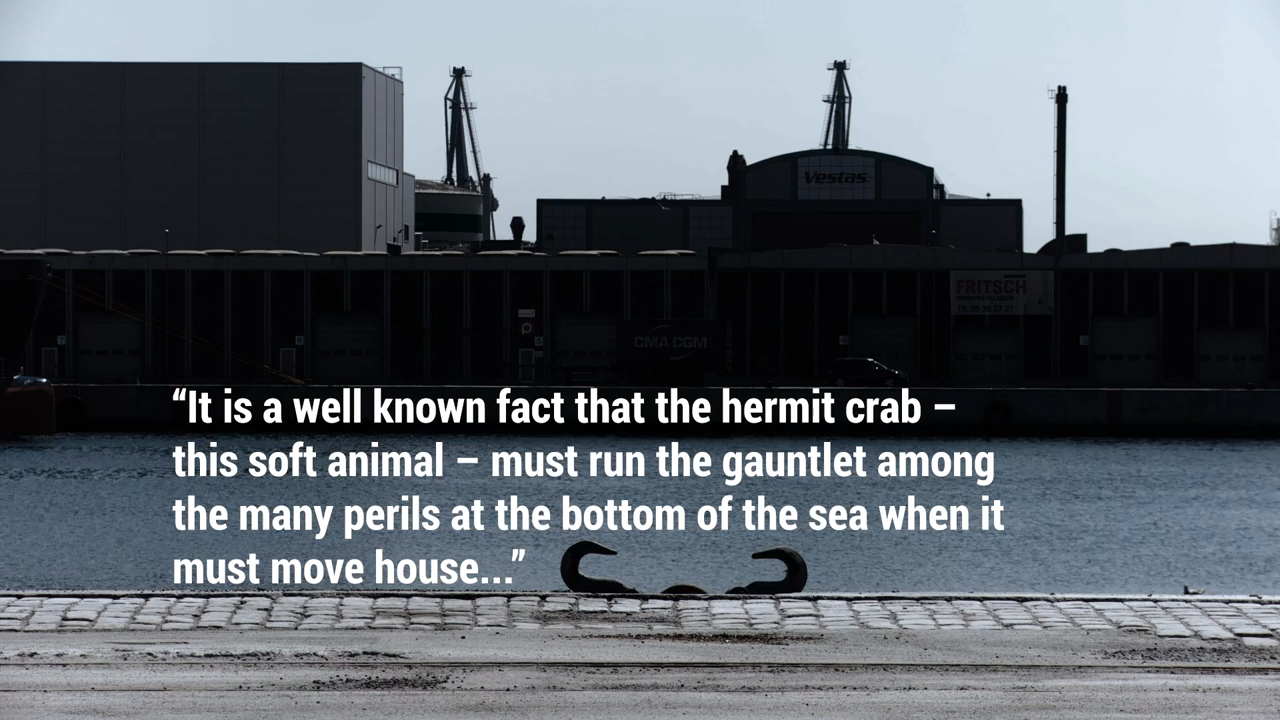 Vestas
FRITSCH
CMA CGM
“It is a well known fact that the hermit crab –
this soft animal – must run the gauntlet among
the many perils at the bottom of the sea when it
must move house...”